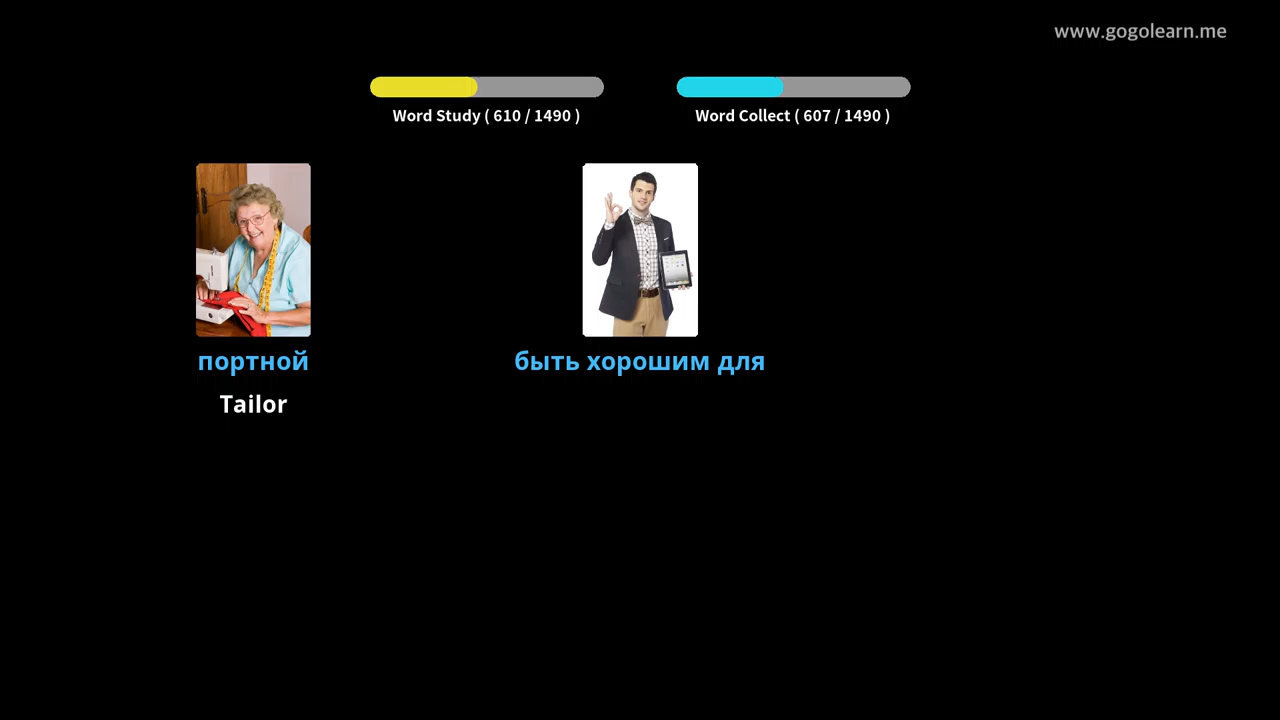 www.gogolearn.me
Word Study ( 610 / 1490 )
Word Collect ( 607 / 1490 )
портной
быть хорошим для
Tailor